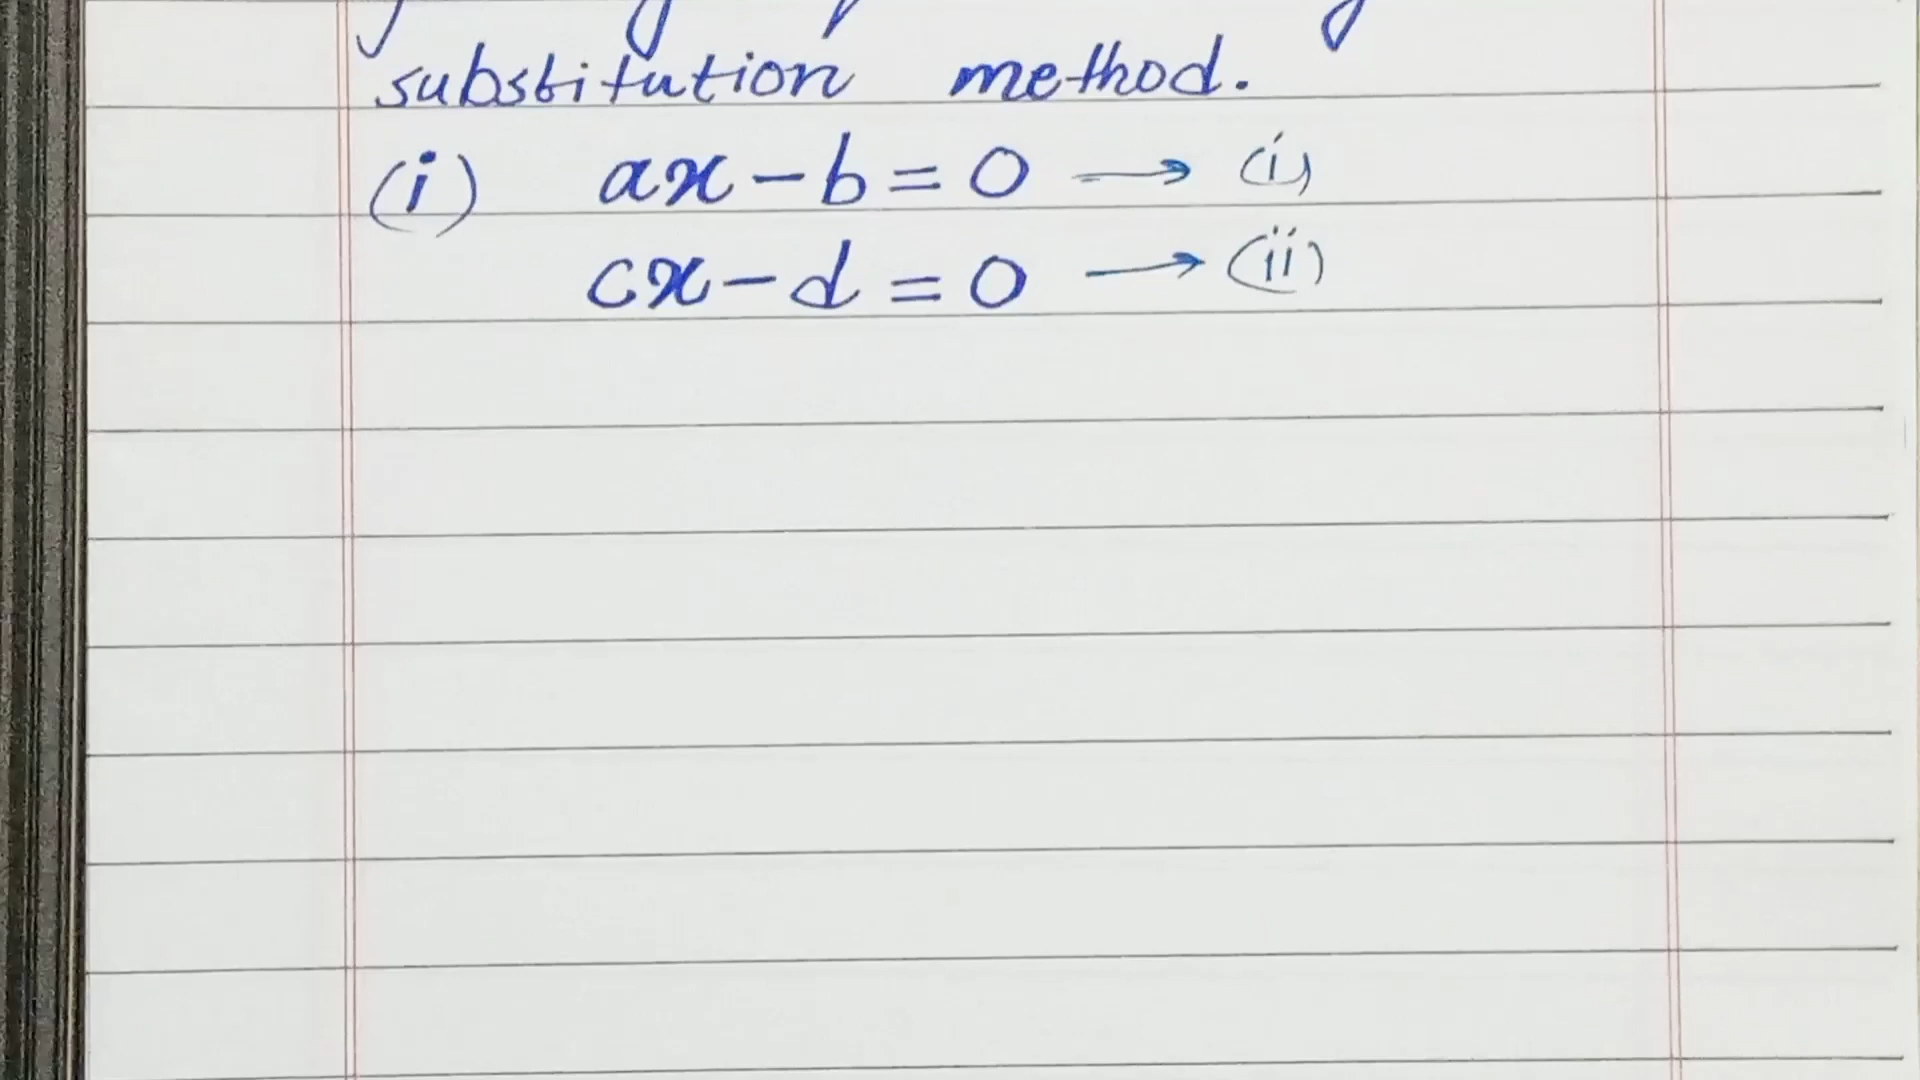 substitution method.
(i) ax - b = 0 → (i)
cx - d = 0 → (ii)